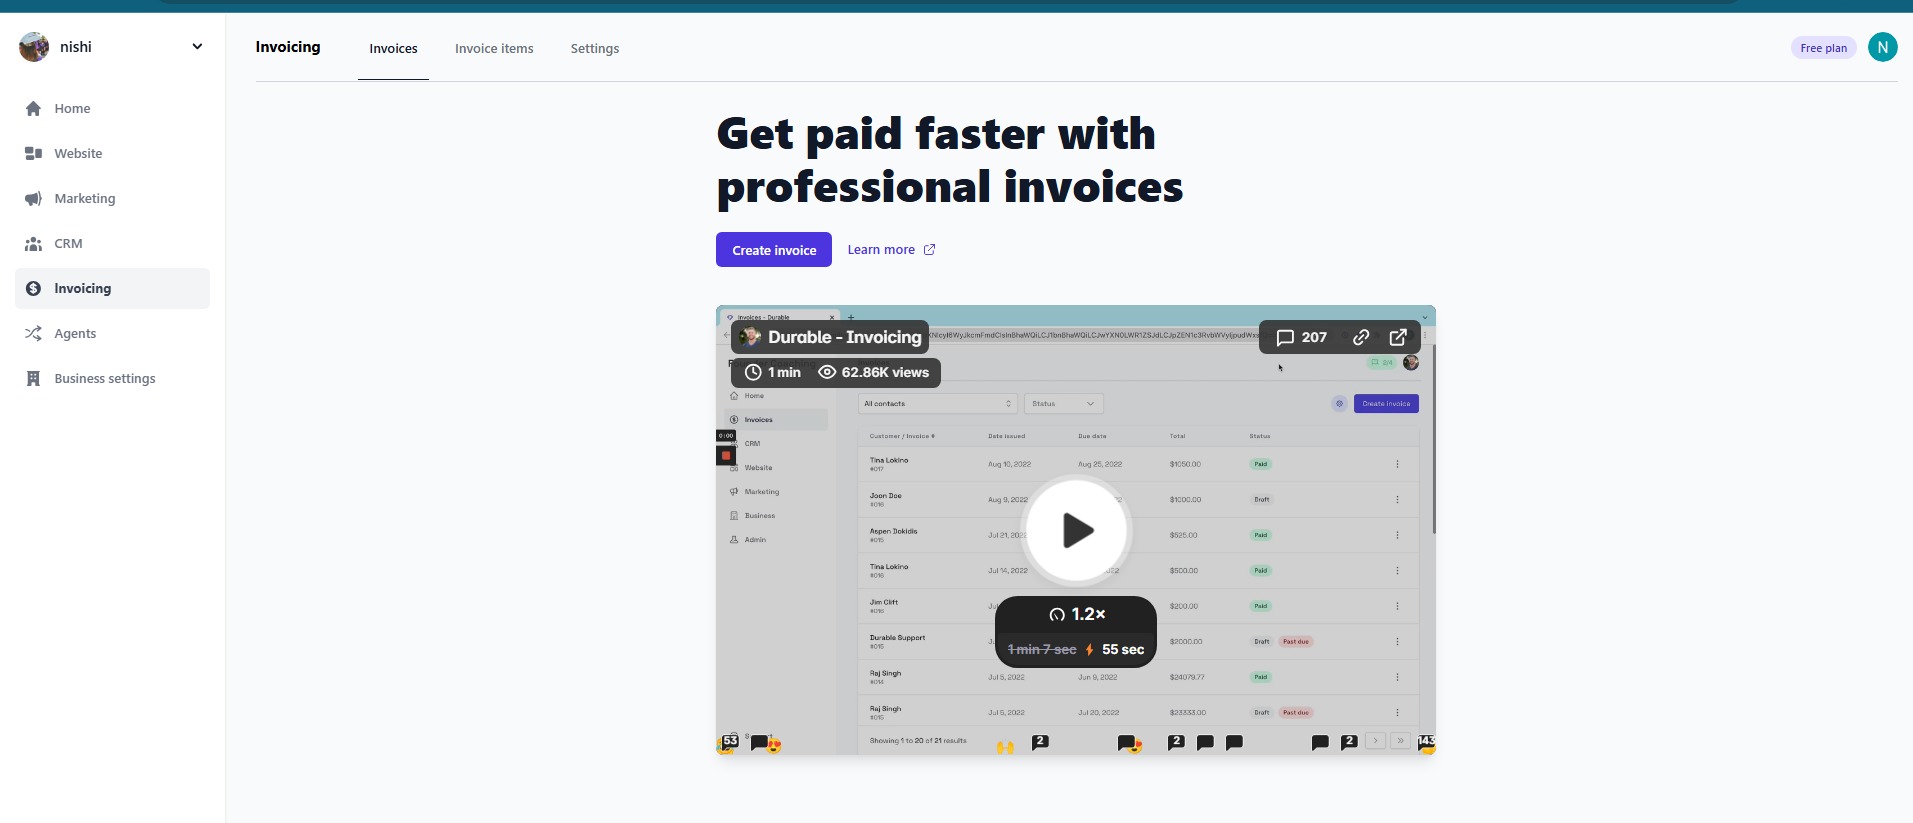 nishi
Home
Website
Marketing
CRM
Invoicing
Agents
Business settings
Invoicing
Invoices
Invoice items
Settings
Free plan
N
Get paid faster with
professional invoices
Create invoice
Learn more
Invoices - Durable
Durable - Invoicing
207
1 min
62.86K views
2/4
Home
Invoices
0:00
CRM
Website
Marketing
Business
Admin
All contacts
Status
Create invoice
Customer / Invoice # Date issued Due date Total Status
Tina Lokino Aug 10, 2022 Aug 25, 2022 $1050.00 Paid
#017
Joon Doe Aug 9, 2022 $1000.00 Draft
#016
Aspen Dokidis Jul 21, 202 $525.00 Paid
#015
Tina Lokino Jul 14, 2022 2022 $500.00 Paid
#016
Jim Clift $200.00 Paid
#016
Durable Support $2000.00 Draft Past due
#015
Raj Singh Jul 5, 2022 Jun 9, 2022 $24079.77 Paid
#014
Raj Singh Jul 5, 2022 Jul 20, 2022 $23333.00 Draft Past due
#015
1.2×
1 min 7 sec 55 sec
Showing 1 to 20 of 21 results
53
2
2
2
143